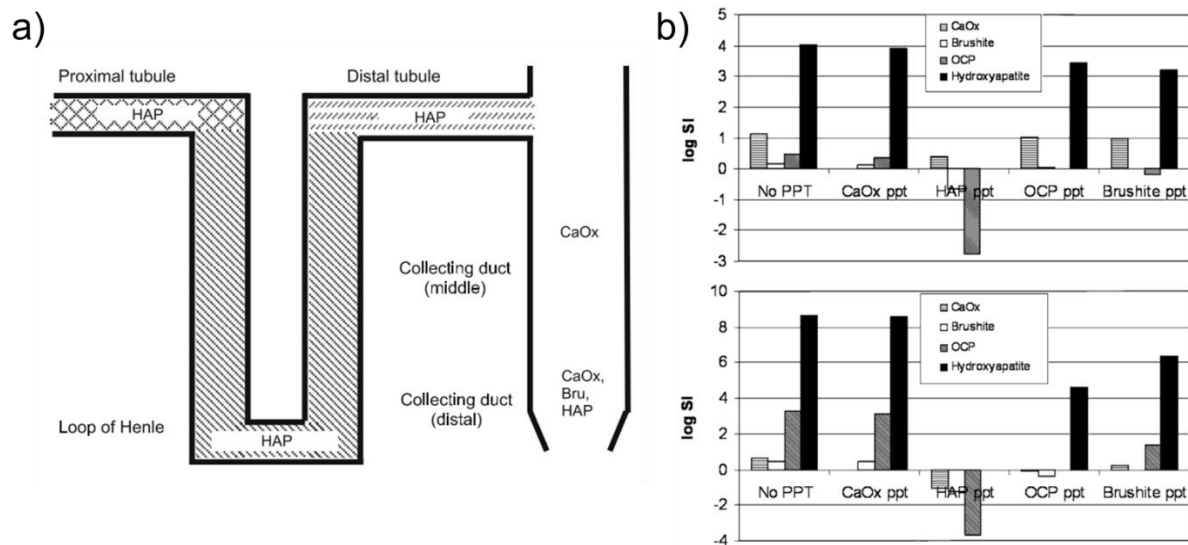 a)
Proximal tubule
Distal tubule
HAP
HAP
CaOx
Collecting duct
(middle)
CaOx,
Bru,
HAP
Collecting duct
(distal)
Loop of Henle
HAP
b)
5
4
3
2
1
0
-1
-2
-3
log SI
CaOx
Brushite
OCP
Hydroxyapatite
No PPT
CaOx ppt
HAP ppt
OCP ppt
Brushite ppt
10
8
6
4
2
0
-2
-4
log SI
CaOx
Brushite
OCP
Hydroxyapatite
No PPT
CaOx ppt
HAP ppt
OCP ppt
Brushite ppt